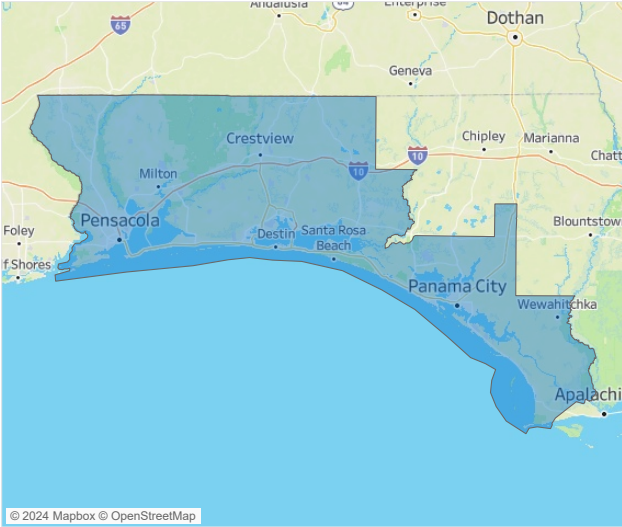 Andalusia
Enterprise
84
65
Dothan
Geneva
Crestview
Chipley
Marianna
10
10
Chatt
Milton
Pensacola
Foley
Destin
Santa Rosa
Beach
Blountstow
f Shores
Panama City
Wewahitchka
Apalachi
© 2024 Mapbox © OpenStreetMap